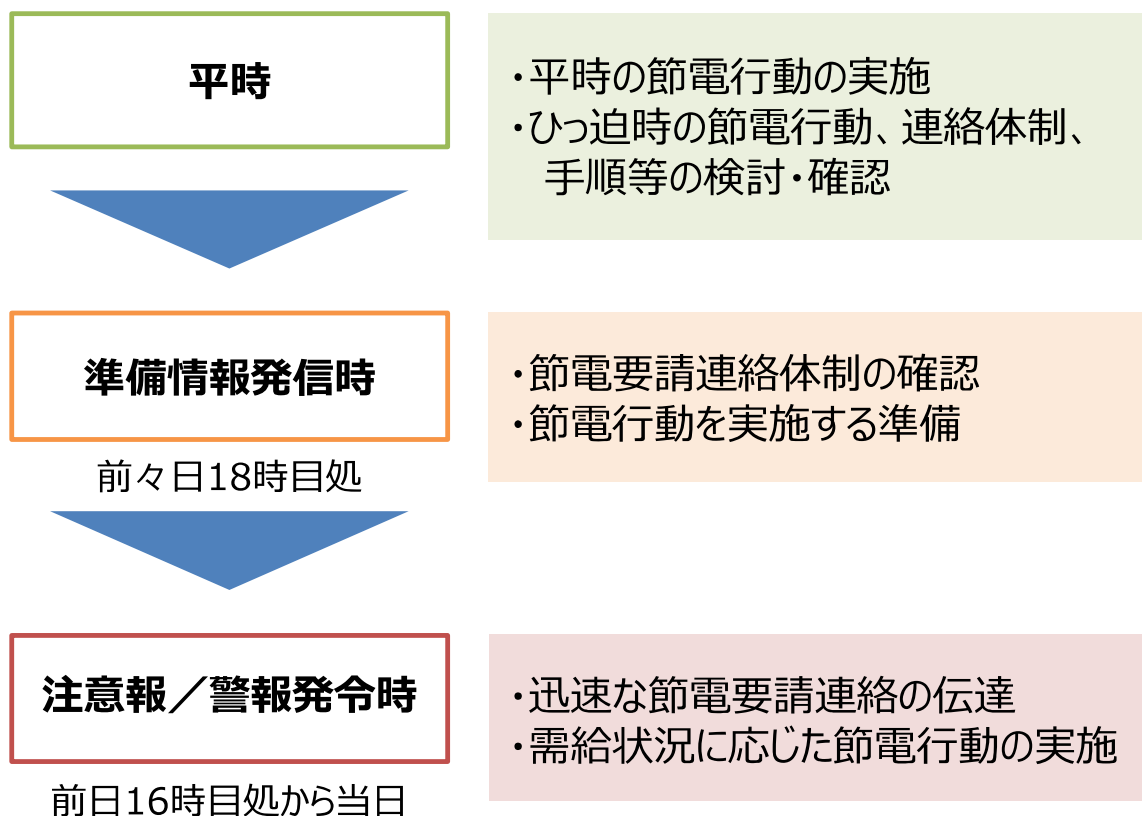 平時
・平時の節電行動の実施
・ひっ迫時の節電行動、連絡体制、
手順等の検討・確認
準備情報発信時
前々日18時目処
・節電要請連絡体制の確認
・節電行動を実施する準備
注意報／警報発令時
前日16時目処から当日
・迅速な節電要請連絡の伝達
・需給状況に応じた節電行動の実施